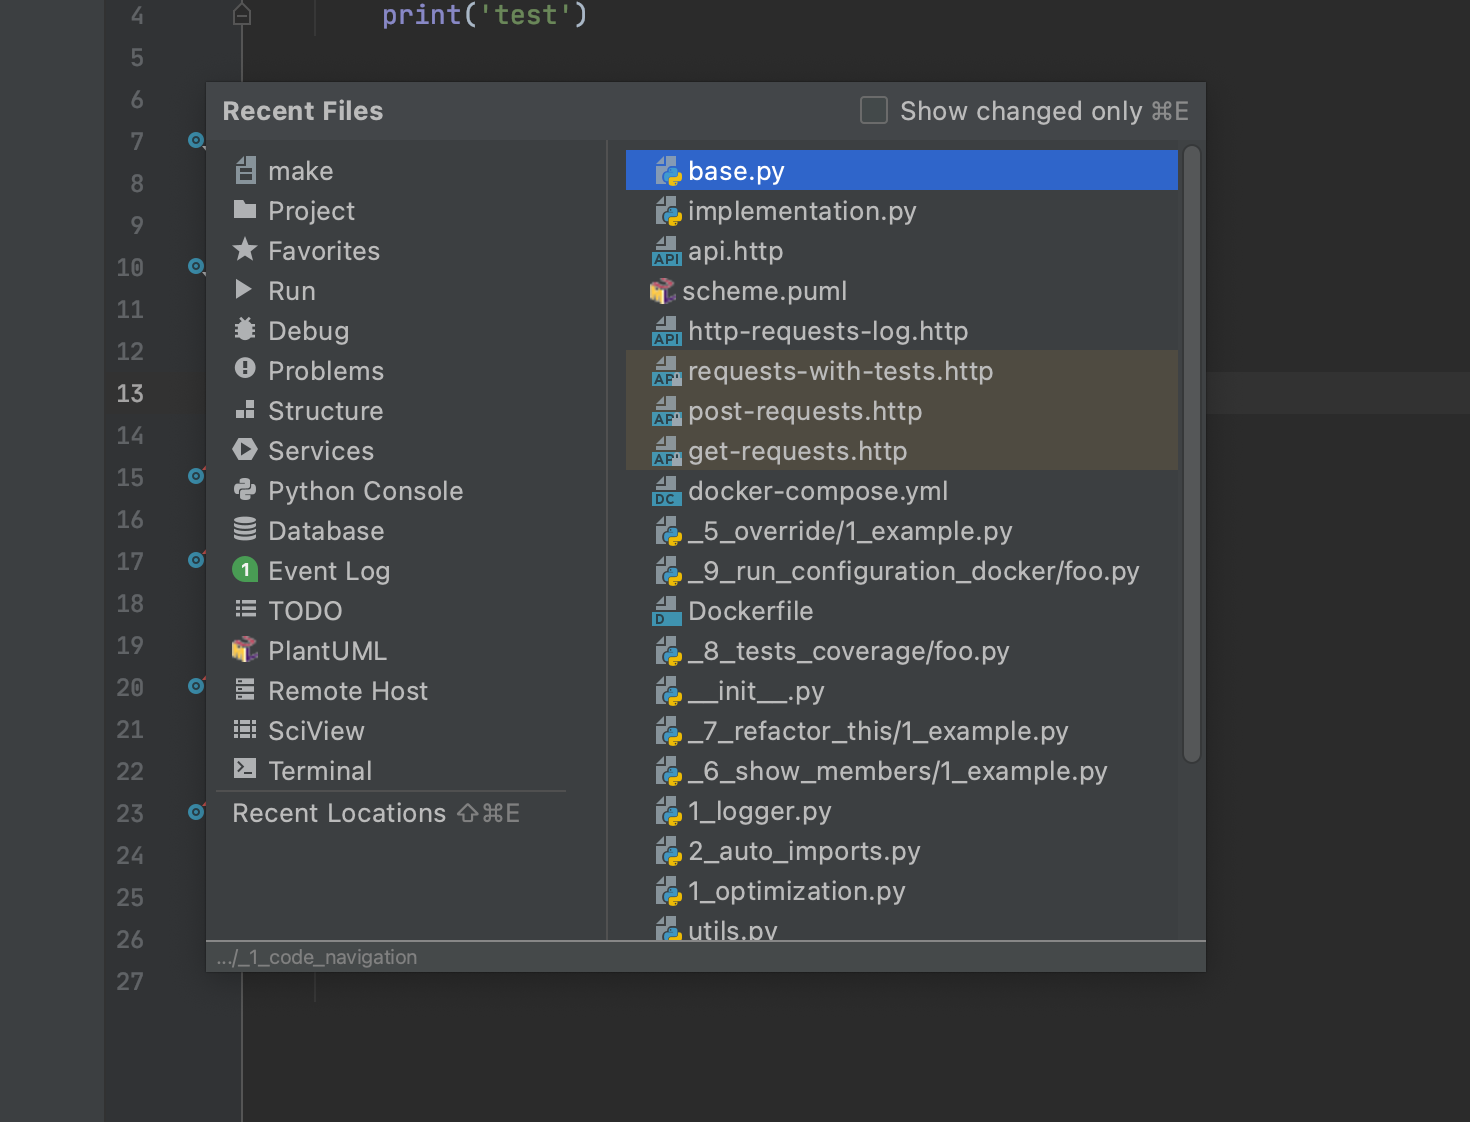 4 print('test')
5
6
7
8
9
10
11
12
13
14
15
16
17
18
19
20
21
22
23
24
25
26
27
Recent Files
Show changed only ⌘E
make
Project
Favorites
Run
Debug
Problems
Structure
Services
Python Console
Database
1 Event Log
TODO
PlantUML
Remote Host
SciView
Terminal
Recent Locations ⇧⌘E
base.py
implementation.py
API api.http
scheme.puml
API http-requests-log.http
API requests-with-tests.http
API post-requests.http
API get-requests.http
DC docker-compose.yml
_5_override/1_example.py
_9_run_configuration_docker/foo.py
D Dockerfile
_8_tests_coverage/foo.py
__init__.py
_7_refactor_this/1_example.py
_6_show_members/1_example.py
1_logger.py
2_auto_imports.py
1_optimization.py
utils.py
.../_1_code_navigation